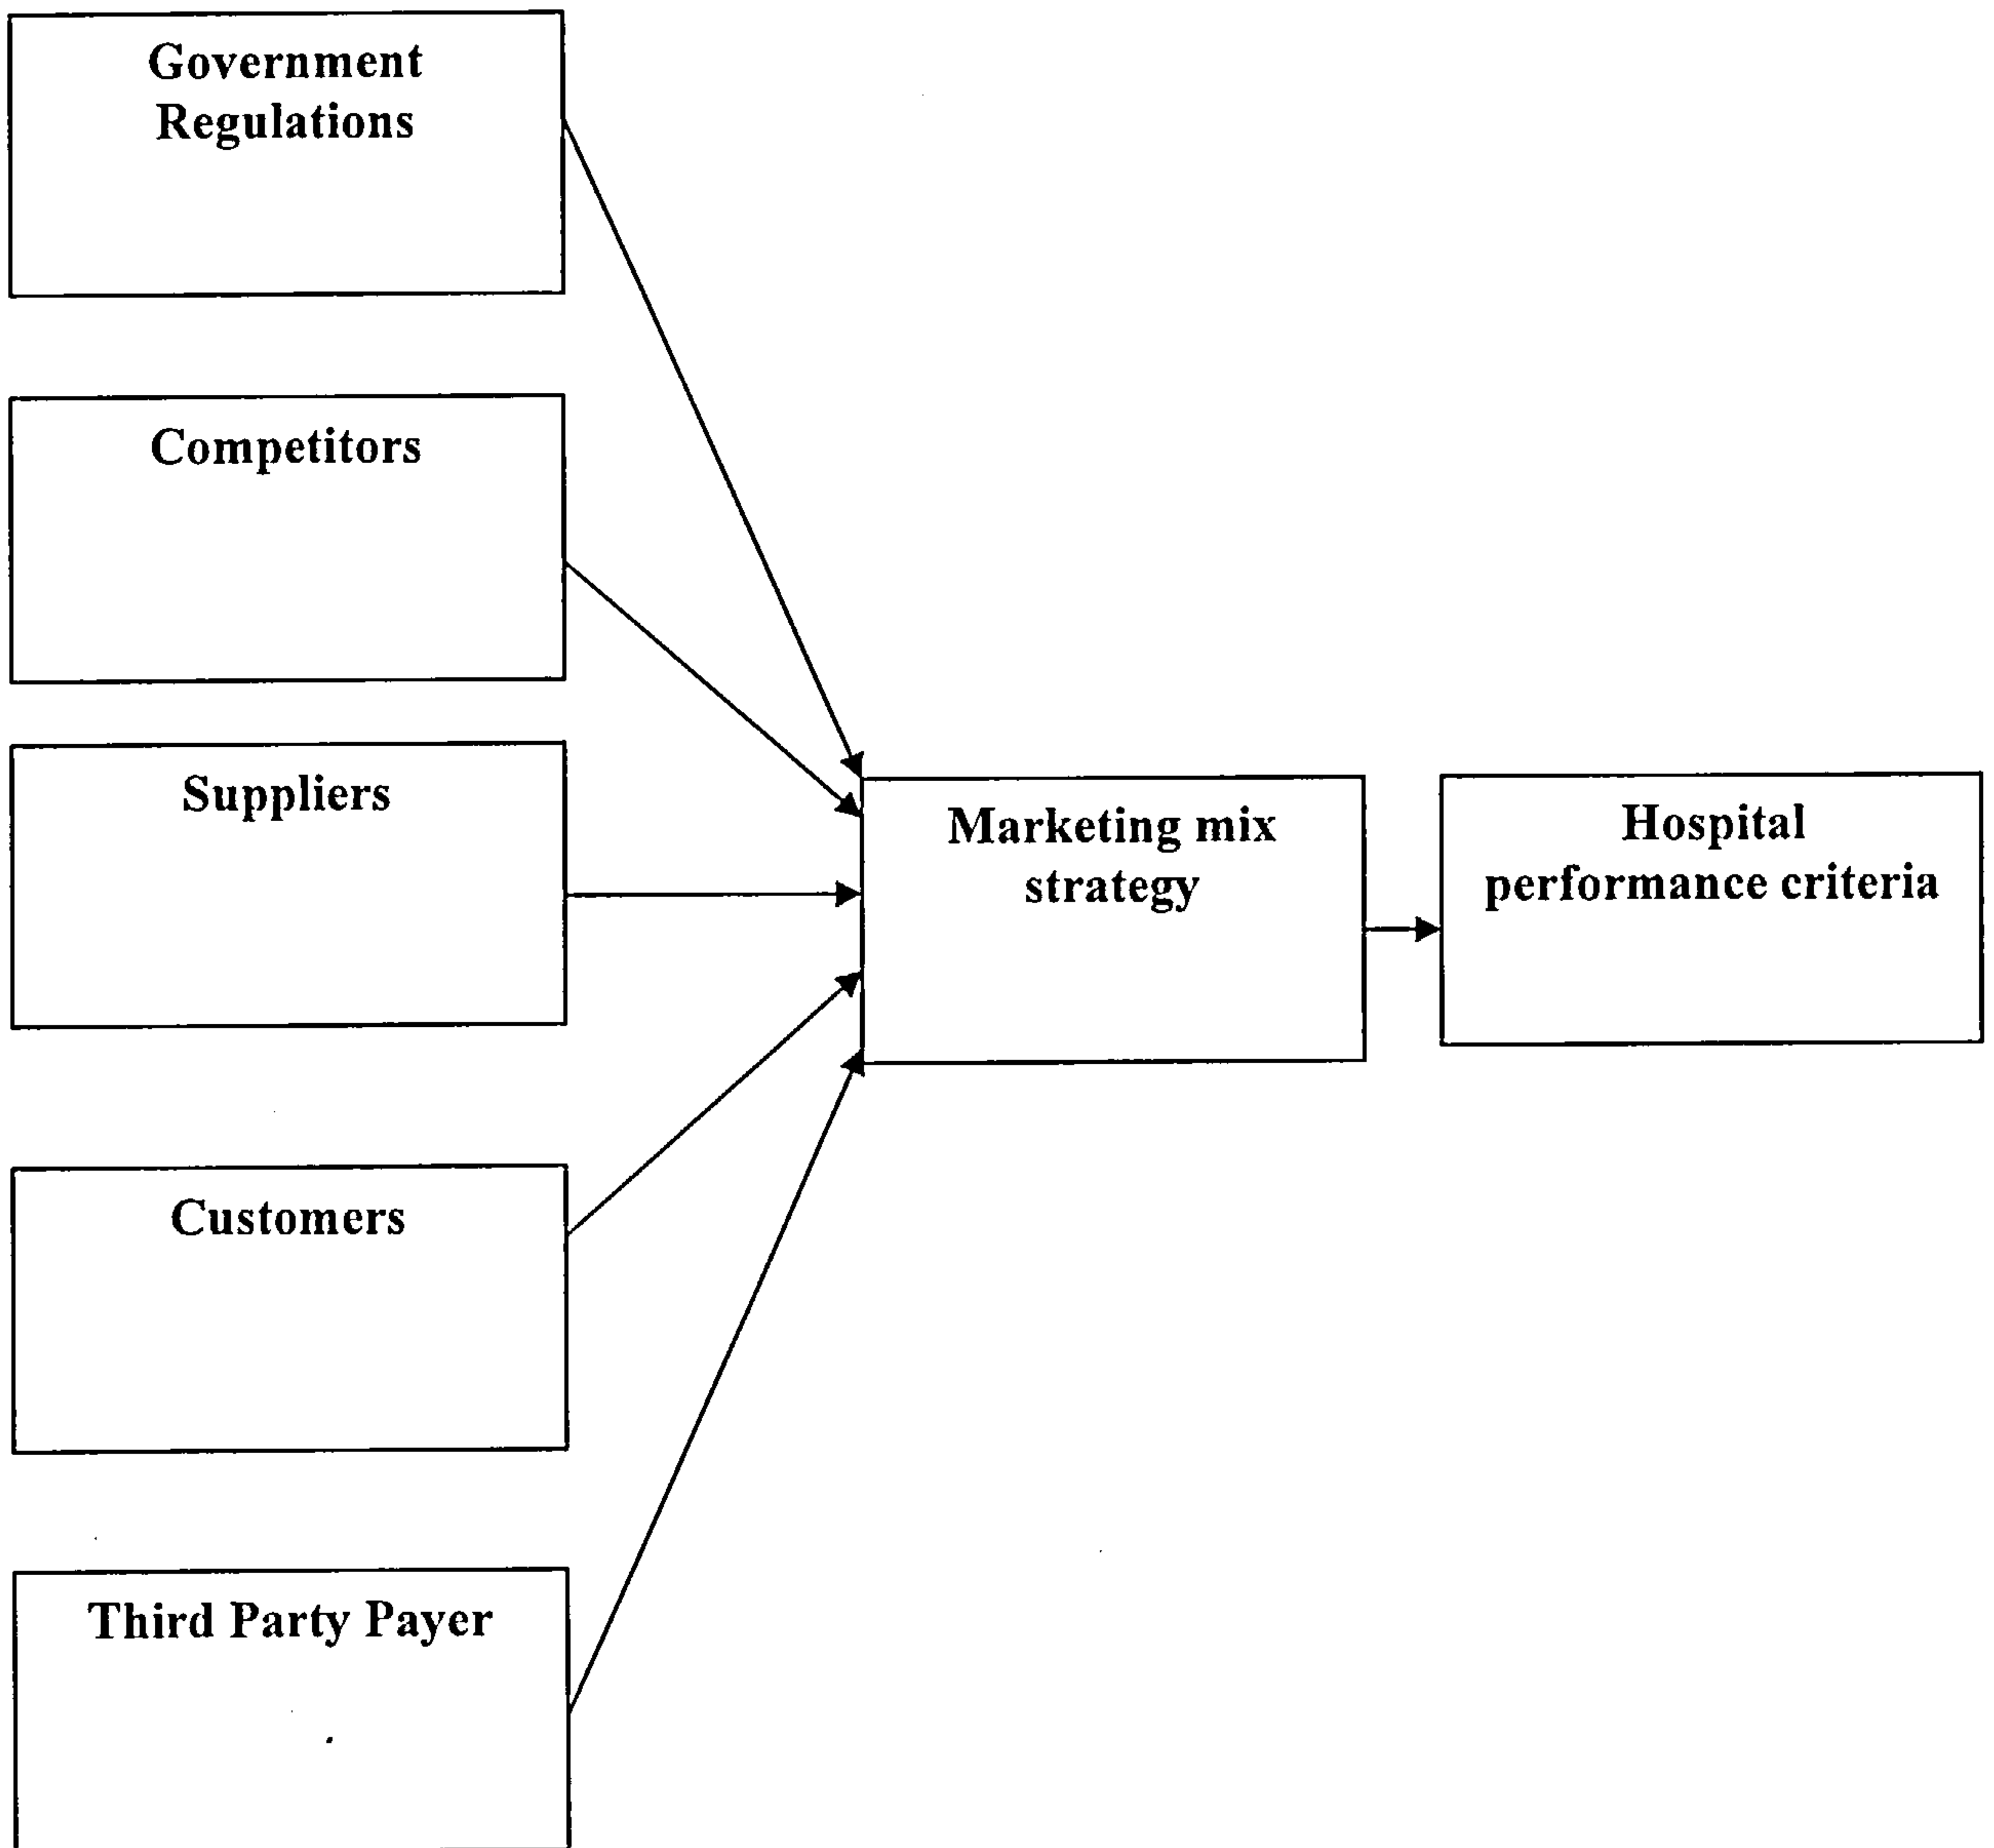 Government
Regulations
Competitors
Suppliers
Customers
Third Party Payer
Marketing mix
strategy
Hospital
performance criteria